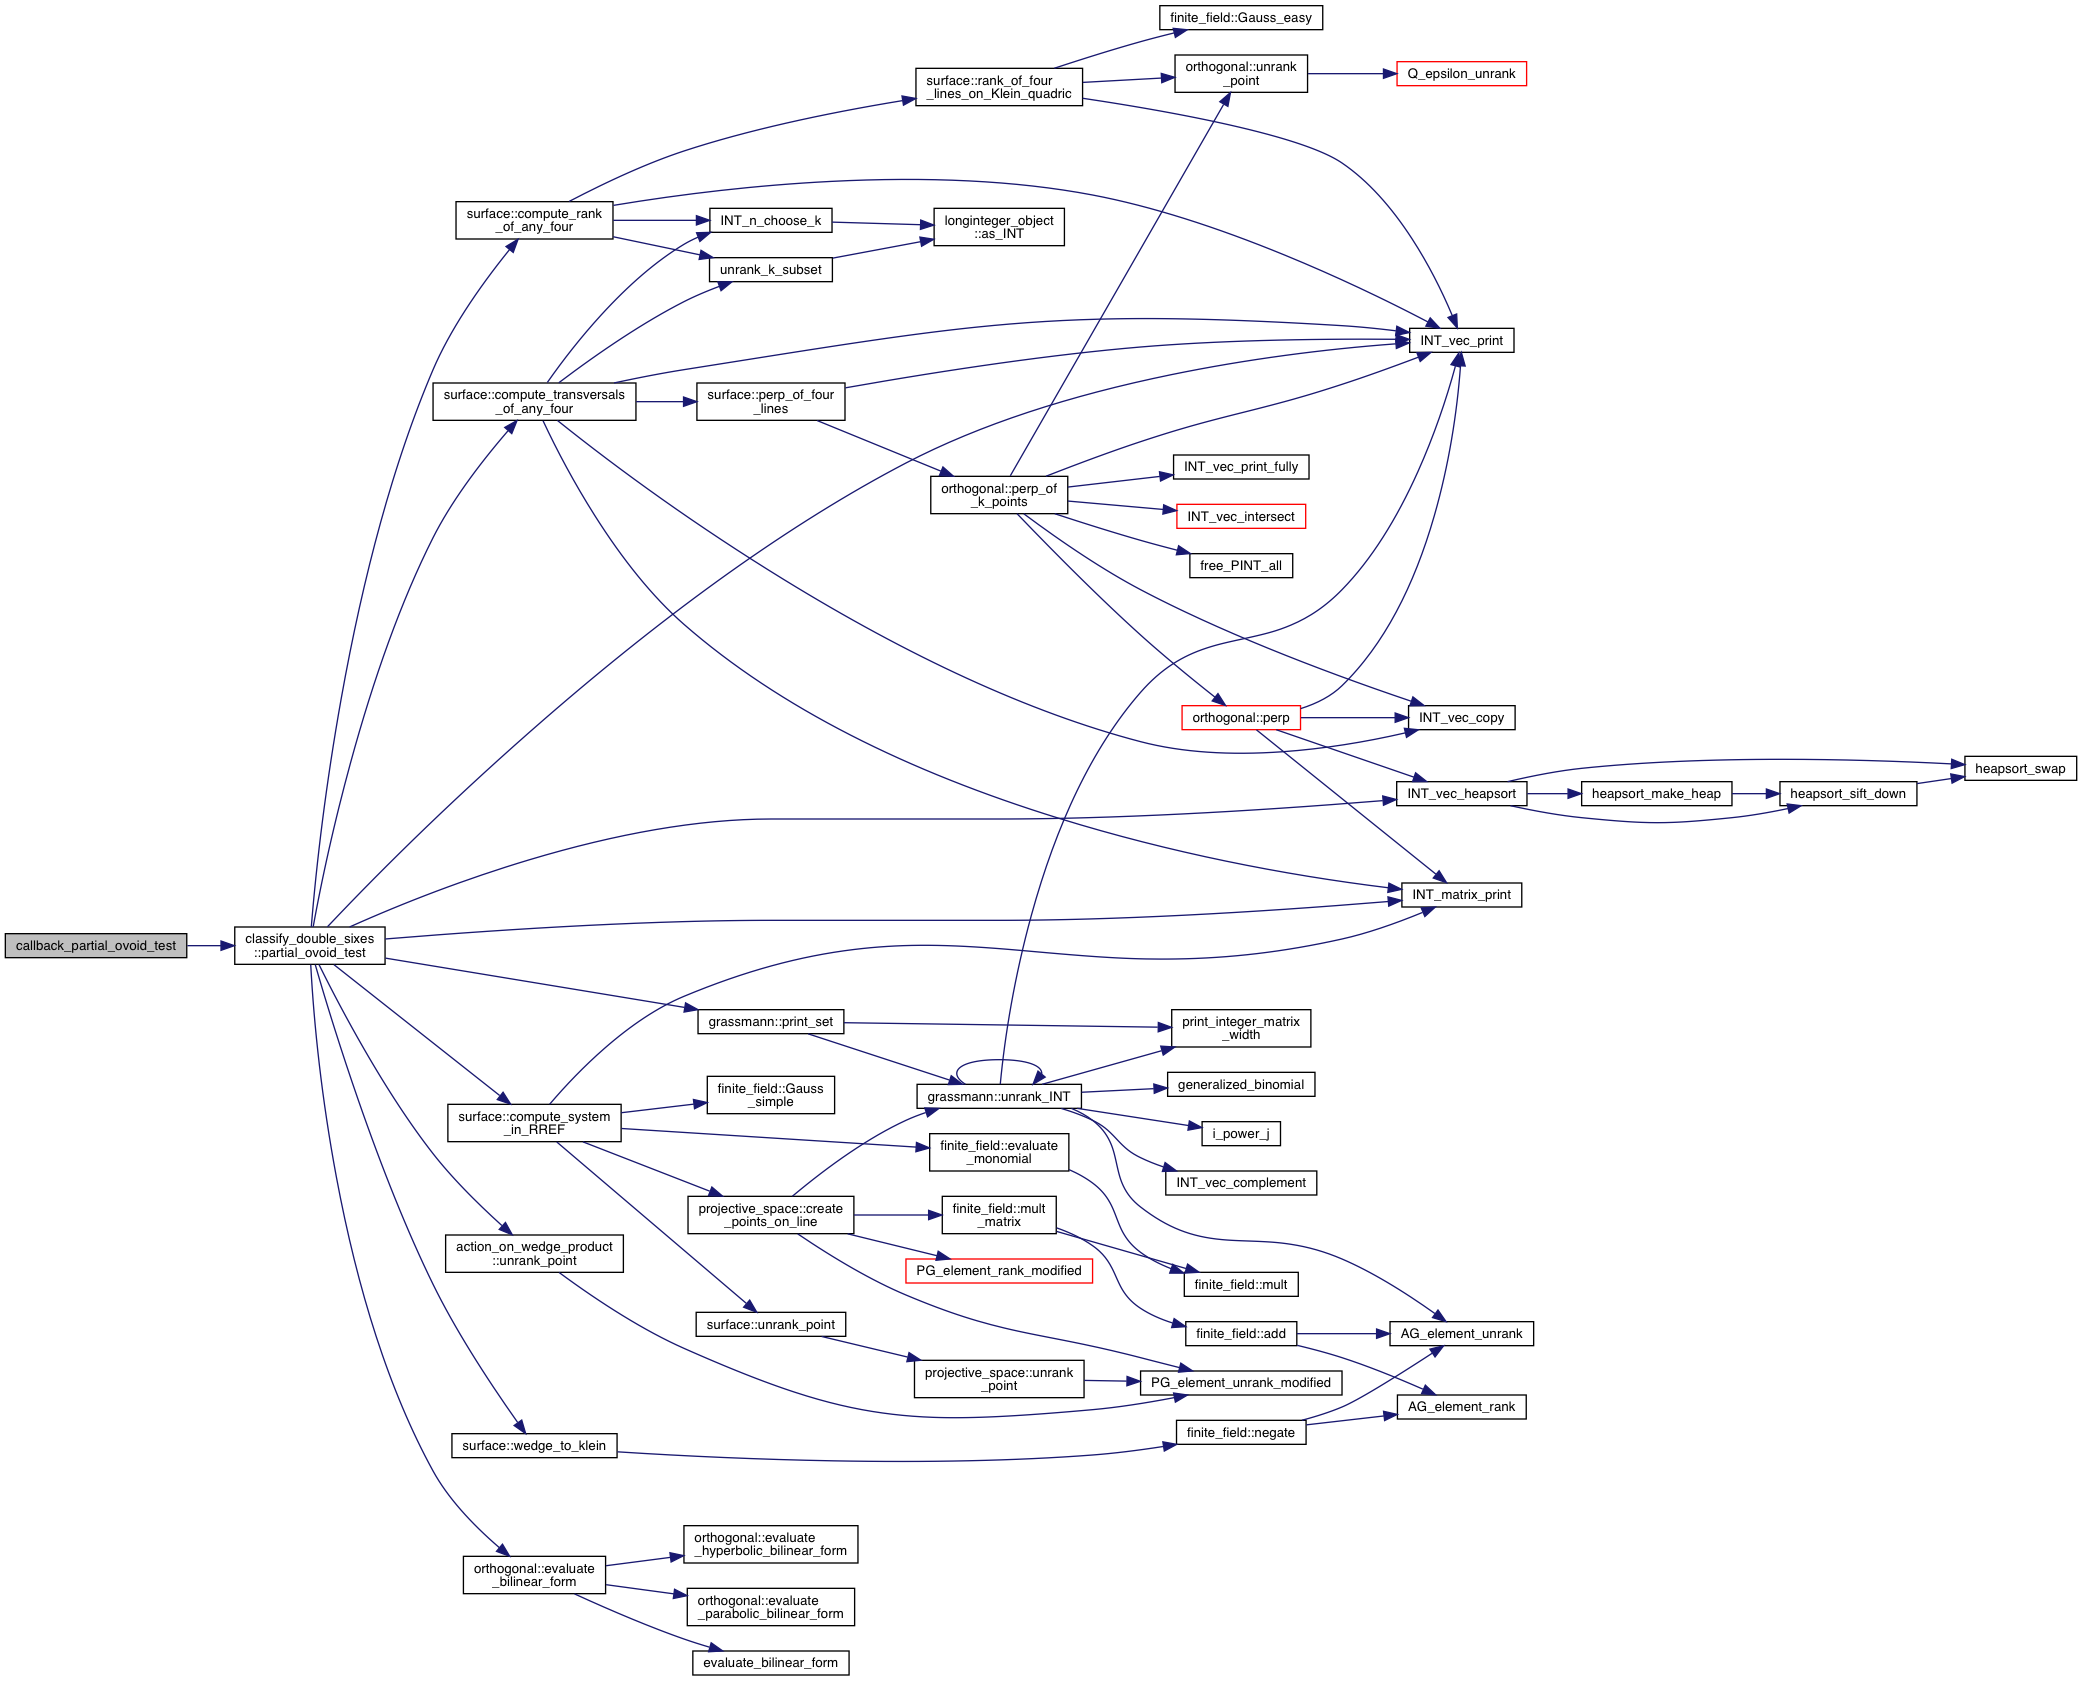 finite_field::Gauss_easy
orthogonal::unrank
_point
Q_epsilon_unrank
surface::rank_of_four
_lines_on_Klein_quadric
surface::compute_rank
_of_any_four
INT_n_choose_k
longinteger_object
::as_INT
unrank_k_subset
INT_vec_print
surface::compute_transversals
_of_any_four
surface::perp_of_four
_lines
orthogonal::perp_of
_k_points
INT_vec_print_fully
INT_vec_intersect
free_PINT_all
orthogonal::perp
INT_vec_copy
heapsort_swap
INT_vec_heapsort
heapsort_make_heap
heapsort_sift_down
INT_matrix_print
callback_partial_ovoid_test
classify_double_sixes
::partial_ovoid_test
grassmann::print_set
print_integer_matrix
_width
finite_field::Gauss
_simple
grassmann::unrank_INT
generalized_binomial
surface::compute_system
_in_RREF
i_power_j
finite_field::evaluate
_monomial
INT_vec_complement
projective_space::create
_points_on_line
finite_field::mult
_matrix
action_on_wedge_product
::unrank_point
PG_element_rank_modified
finite_field::mult
surface::unrank_point
finite_field::add
AG_element_unrank
projective_space::unrank
_point
PG_element_unrank_modified
AG_element_rank
surface::wedge_to_klein
finite_field::negate
orthogonal::evaluate
_hyperbolic_bilinear_form
orthogonal::evaluate
_bilinear_form
orthogonal::evaluate
_parabolic_bilinear_form
evaluate_bilinear_form